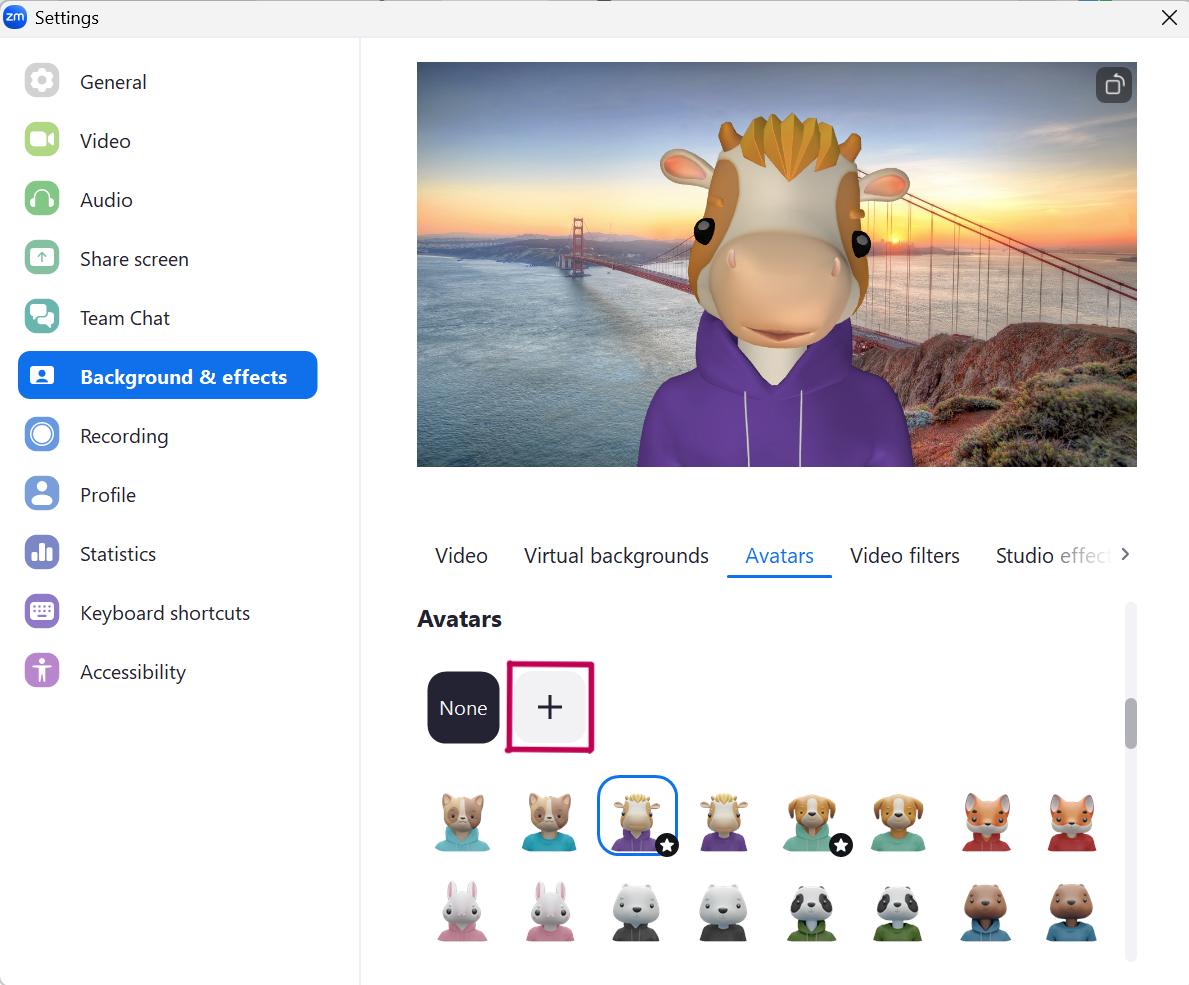 zm Settings
General
Video
Audio
Share screen
Team Chat
Background & effects
Recording
Profile
Statistics
Keyboard shortcuts
Accessibility
Video Virtual backgrounds Avatars Video filters Studio effect
Avatars
None